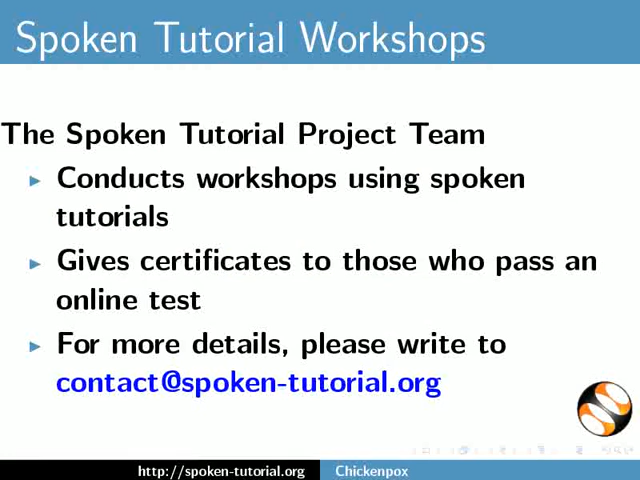 Spoken Tutorial Workshops
The Spoken Tutorial Project Team
Conducts workshops using spoken
tutorials
Gives certificates to those who pass an
online test
For more details, please write to
contact@spoken-tutorial.org
http://spoken-tutorial.org Chickenpox